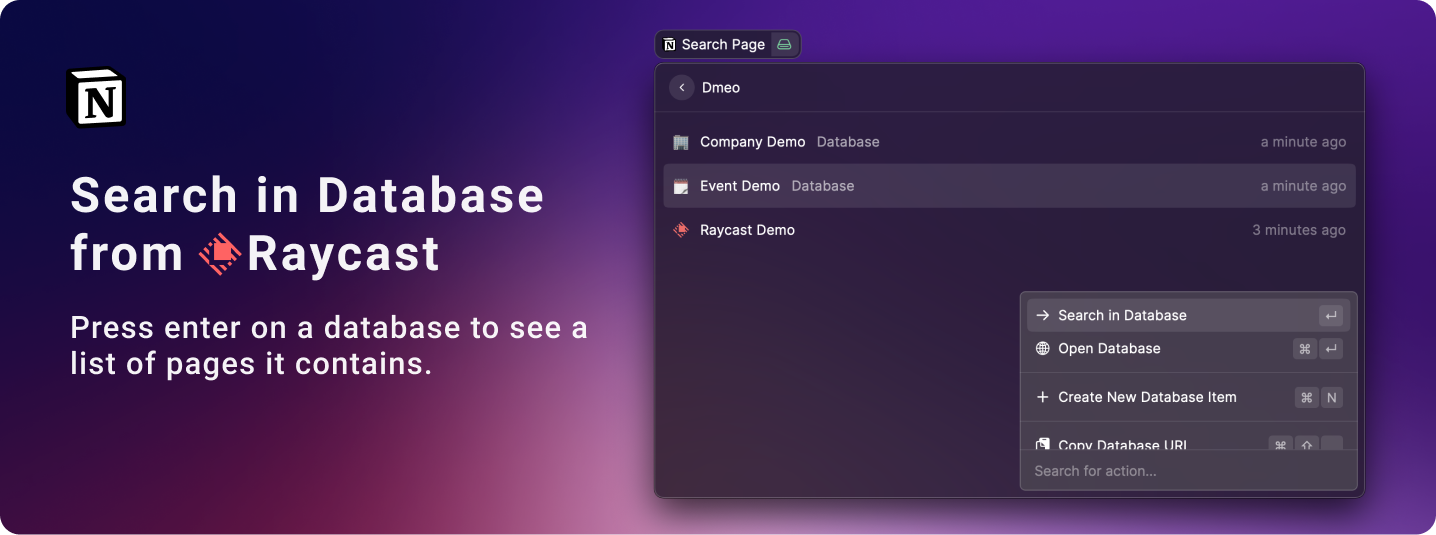 N
Search in Database
from Raycast
Press enter on a database to see a
list of pages it contains.
Search Page
Dmeo
Company Demo Database a minute ago
Event Demo Database a minute ago
Raycast Demo 3 minutes ago
→ Search in Database ↵
Open Database ⌘ ↵
+ Create New Database Item ⌘ N
Copy Database URL ⌘ ⇧
Search for action...